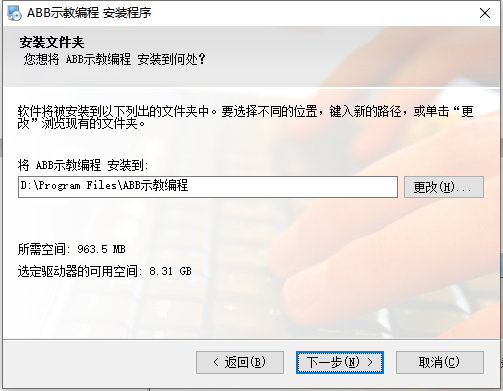 ABB示教编程 安装程序
安装文件夹
您想将 ABB示教编程 安装到何处?
软件将被安装到以下列出的文件夹中。要选择不同的位置，键入新的路径，或单击“更
改”浏览现有的文件夹。
将 ABB示教编程 安装到:
D:\Program Files\ABB示教编程
更改(H)...
所需空间: 963.5 MB
选定驱动器的可用空间: 8.31 GB
< 返回(B)
下一步(N) >
取消(C)